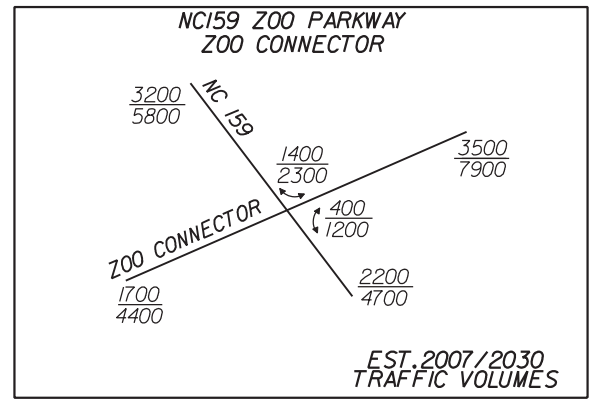 NC159 ZOO PARKWAY
ZOO CONNECTOR
3200
5800
NC 159
1400
2300
3500
7900
400
1200
ZOO CONNECTOR
1700
4400
2200
4700
EST.2007/2030
TRAFFIC VOLUMES